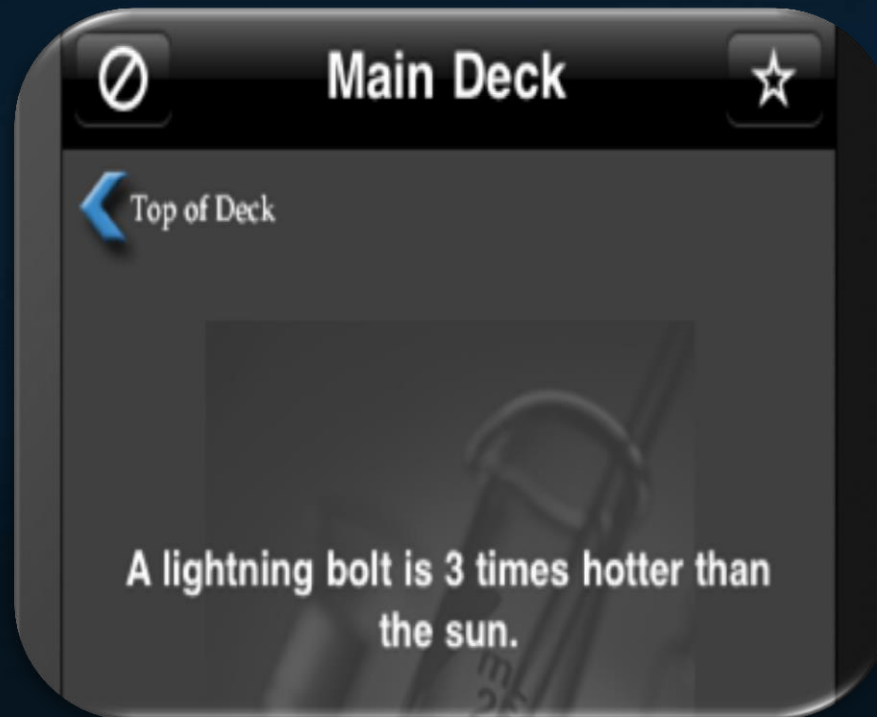 Main Deck
Top of Deck
A lightning bolt is 3 times hotter than
the sun.